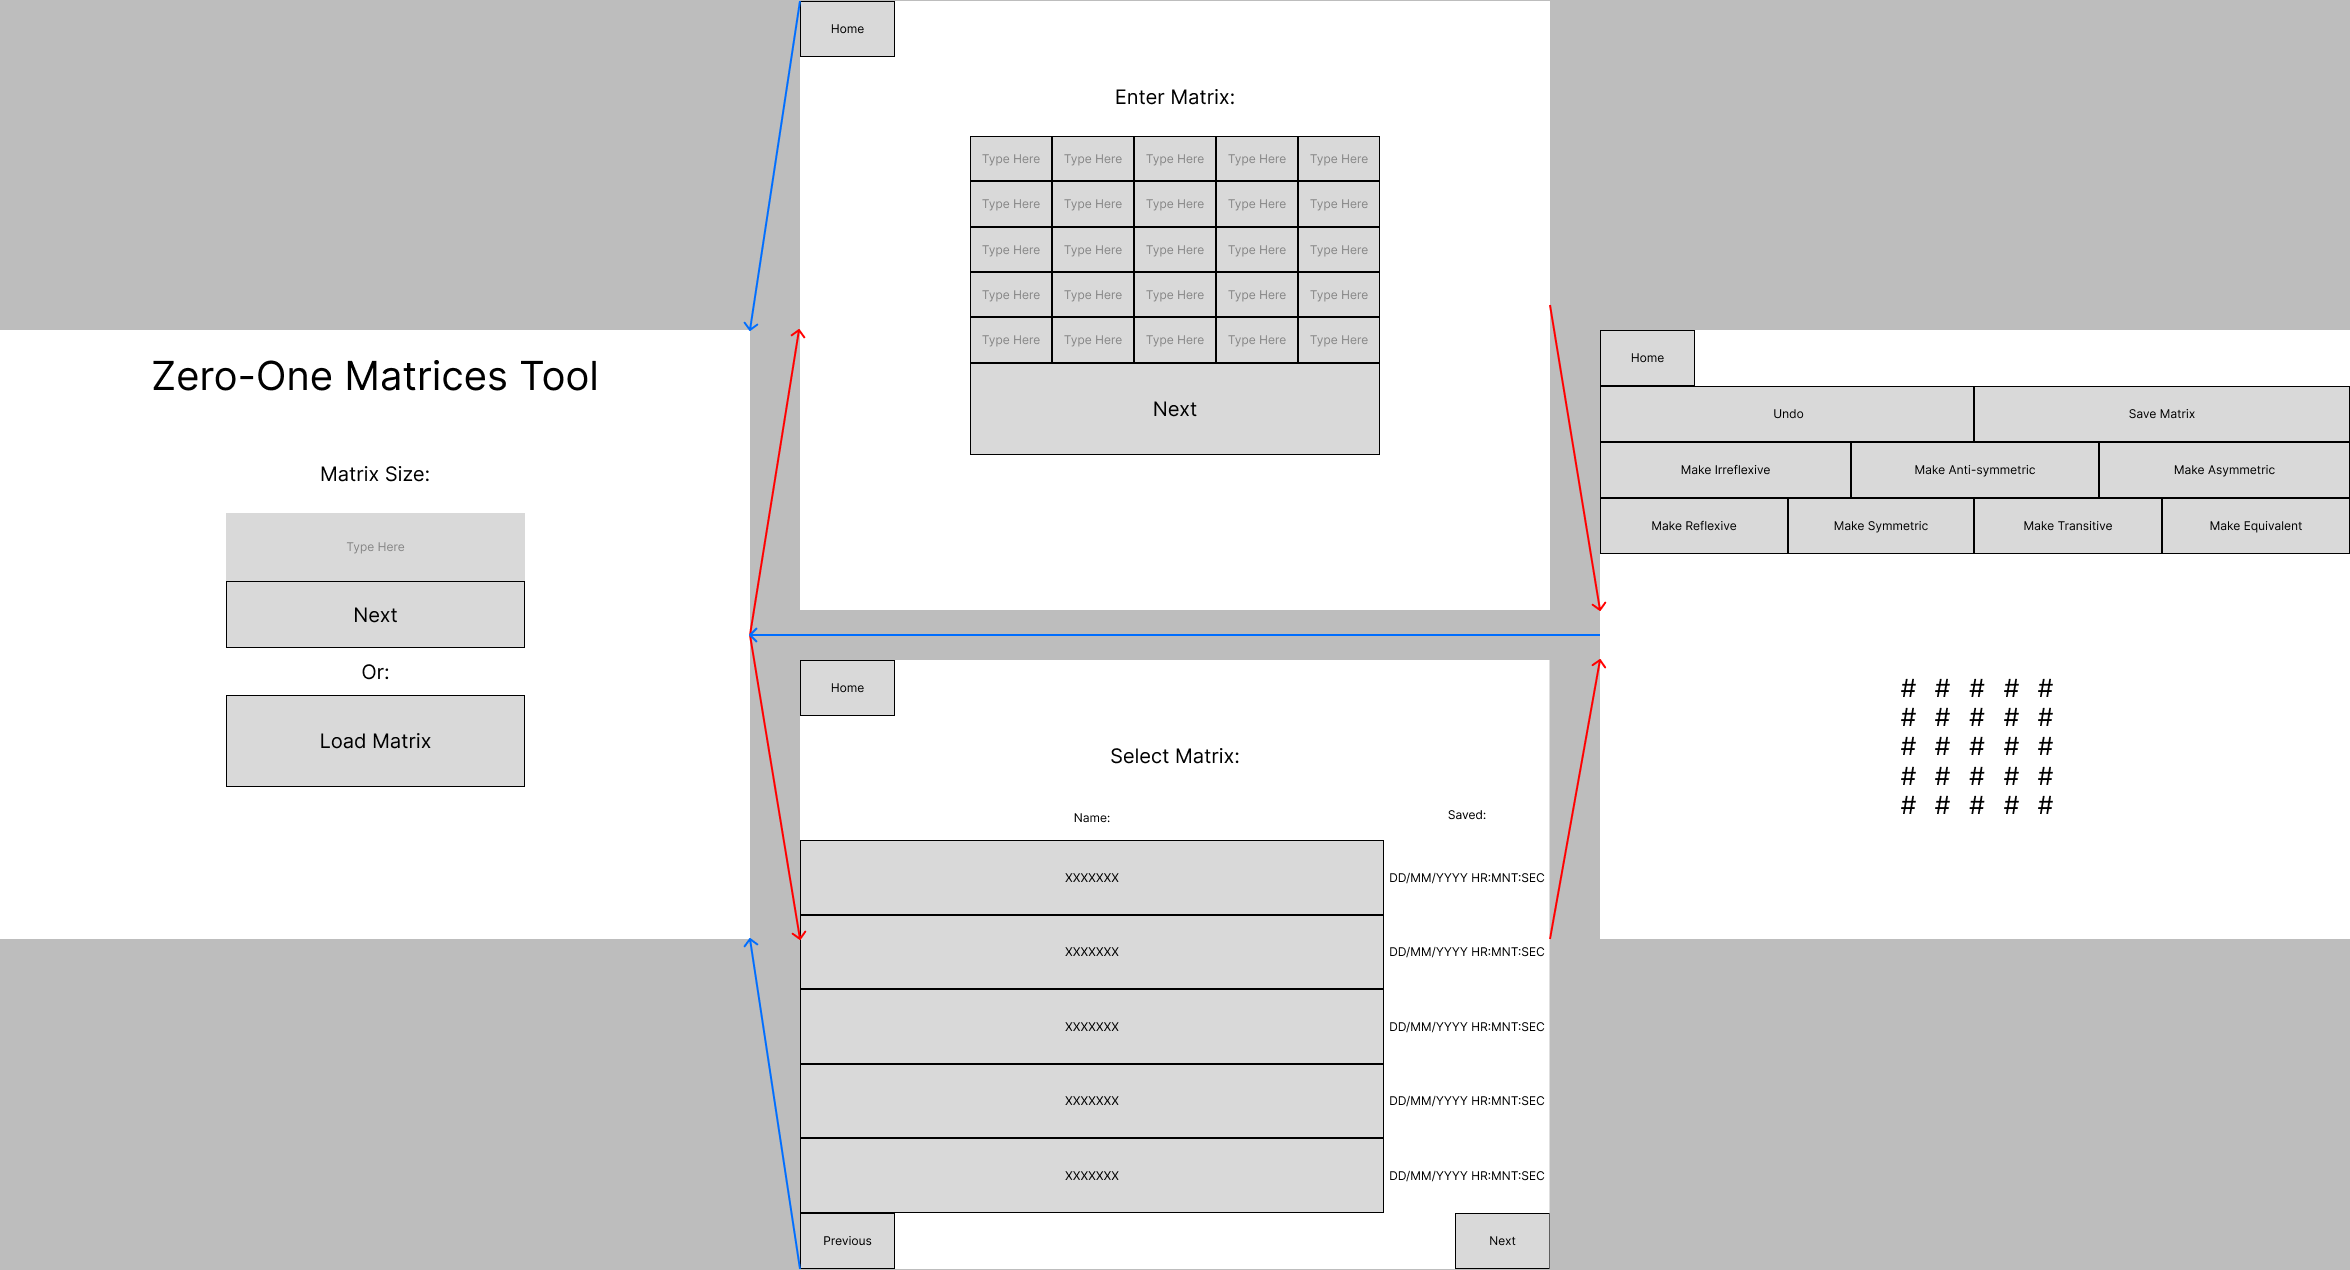 Zero-One Matrices Tool
Matrix Size:
Type Here
Next
Or:
Load Matrix
Home
Enter Matrix:
Type Here Type Here Type Here Type Here Type Here
Type Here Type Here Type Here Type Here Type Here
Type Here Type Here Type Here Type Here Type Here
Type Here Type Here Type Here Type Here Type Here
Type Here Type Here Type Here Type Here Type Here
Next
Home
Select Matrix:
Name: Saved:
XXXXXXX DD/MM/YYYY HR:MNT:SEC
XXXXXXX DD/MM/YYYY HR:MNT:SEC
XXXXXXX DD/MM/YYYY HR:MNT:SEC
XXXXXXX DD/MM/YYYY HR:MNT:SEC
XXXXXXX DD/MM/YYYY HR:MNT:SEC
Previous Next
Home
Undo Save Matrix
Make Irreflexive Make Anti-symmetric Make Asymmetric
Make Reflexive Make Symmetric Make Transitive Make Equivalent
# # # # #
# # # # #
# # # # #
# # # # #
# # # # #